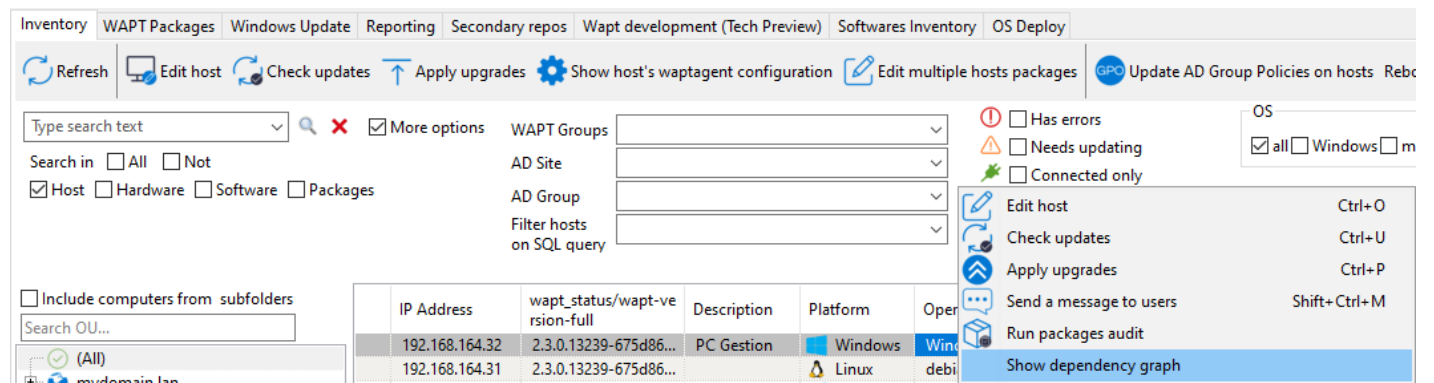 Inventory WAPT Packages Windows Update Reporting Secondary repos Wapt development (Tech Preview) Softwares Inventory OS Deploy
Refresh Edit host Check updates Apply upgrades Show host's waptagent configuration Edit multiple hosts packages GPO Update AD Group Policies on hosts Rebo
Type search text More options WAPT Groups Has errors OS
Needs updating all Windows m
Search in All Not AD Site Connected only
Host Hardware Software Packages AD Group
Filter hosts
on SQL query
Edit host Ctrl+O
Check updates Ctrl+U
Apply upgrades Ctrl+P
Send a message to users Shift+Ctrl+M
Run packages audit
Show dependency graph
Include computers from subfolders
Search OU...
(All)
mydomain.lan
IP Address wapt_status/wapt-ve Description Platform Oper
rsion-full
192.168.164.32 2.3.0.13239-675d86... PC Gestion Windows Wind
192.168.164.31 2.3.0.13239-675d86... Linux debi